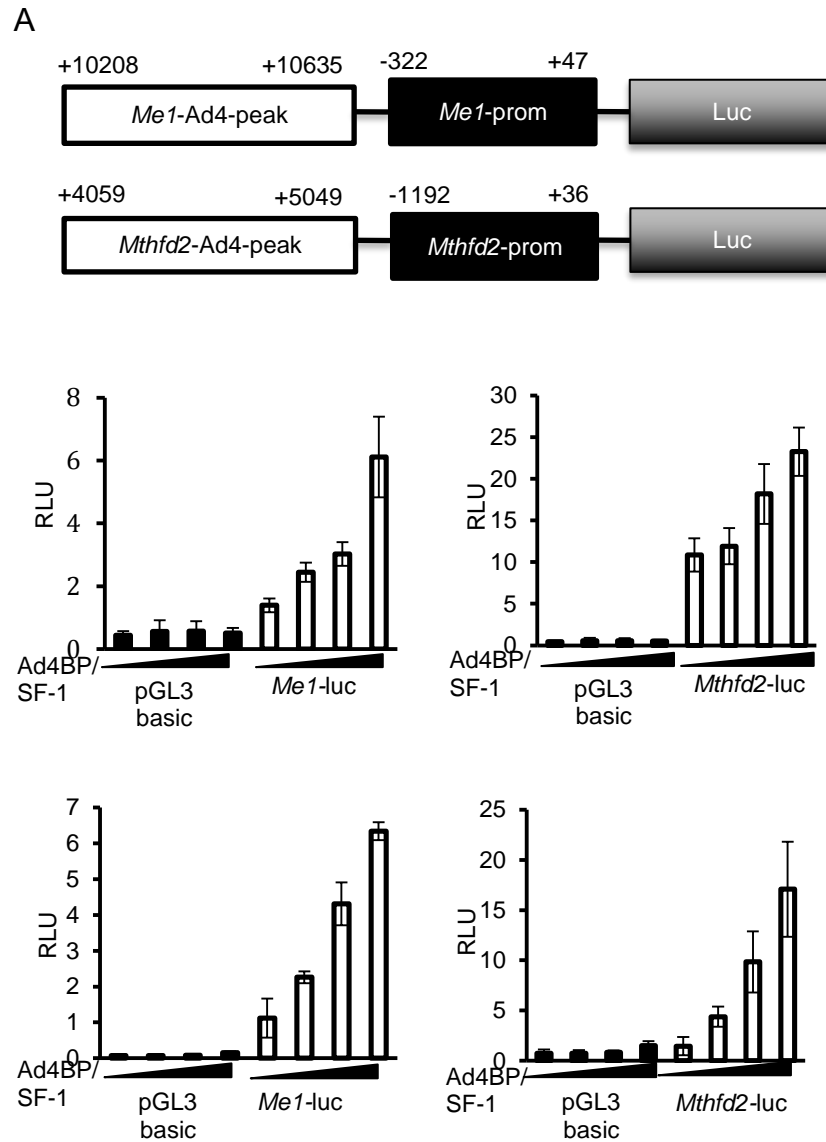 A
+10208 +10635 -322 +47
Me1-Ad4-peak Me1-prom Luc
+4059 +5049 -1192 +36
Mthfd2-Ad4-peak Mthfd2-prom Luc
8
6
4
2
0
RLU
Ad4BP/
SF-1
pGL3
basic
Me1-luc
30
25
20
15
10
5
0
RLU
Ad4BP/
SF-1
pGL3
basic
Mthfd2-luc
7
6
5
4
3
2
1
0
RLU
Ad4BP/
SF-1
pGL3
basic
Me1-luc
25
20
15
10
5
0
RLU
Ad4BP/
SF-1
pGL3
basic
Mthfd2-luc